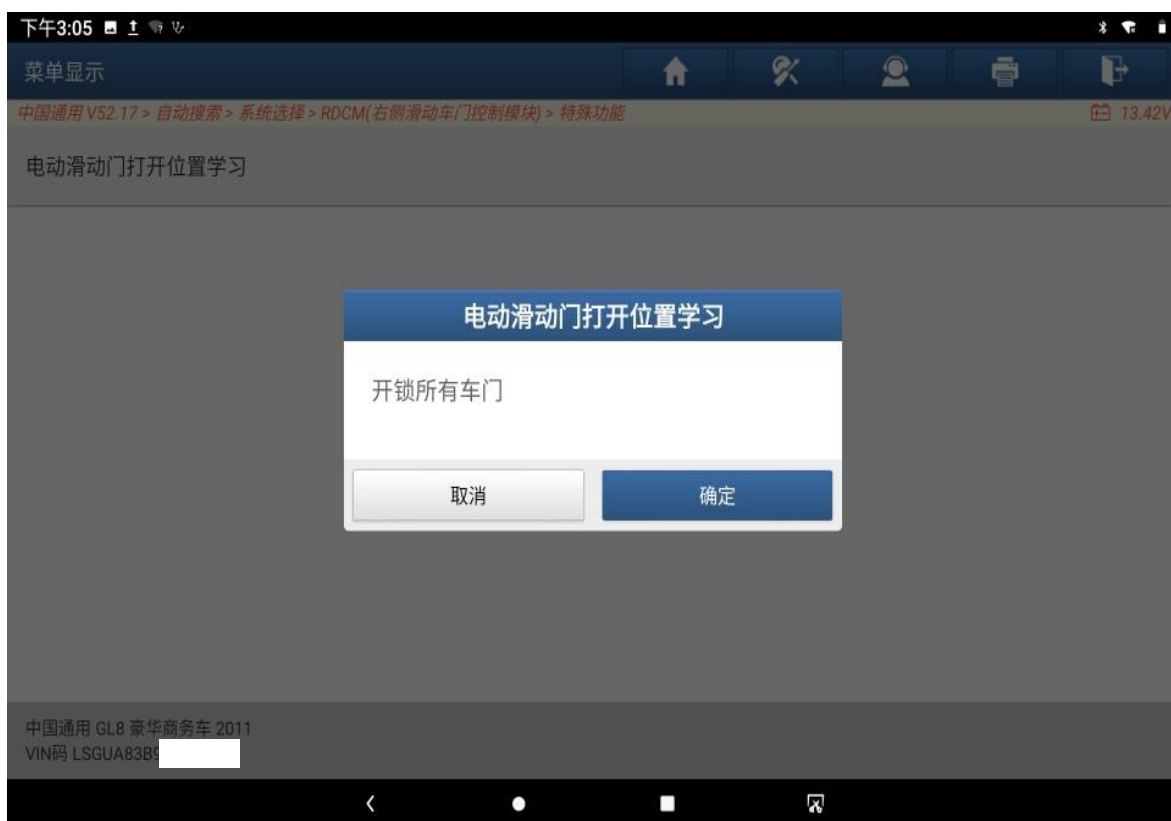 下午3:05
菜单显示
中国通用 V52.17 > 自动搜索 > 系统选择 > RDCM(右侧滑动车门控制模块) > 特殊功能
13.42V
电动滑动门打开位置学习
电动滑动门打开位置学习
开锁所有车门
取消
确定
中国通用 GL8 豪华商务车 2011
VIN码 LSGUA83B9